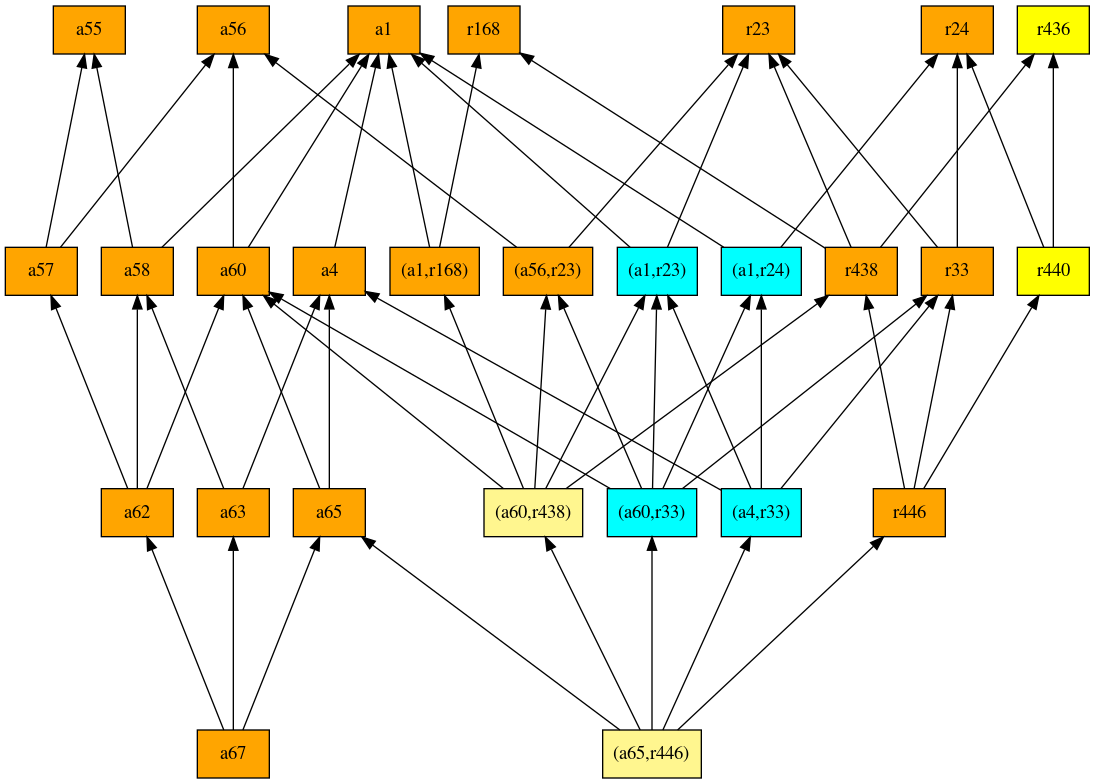 a55
a56
a1
r168
r23
r24
r436
a57
a58
a60
a4
(a1,r168)
(a56,r23)
(a1,r23)
(a1,r24)
r438
r33
r440
a62
a63
a65
(a60,r438)
(a60,r33)
(a4,r33)
r446
a67
(a65,r446)